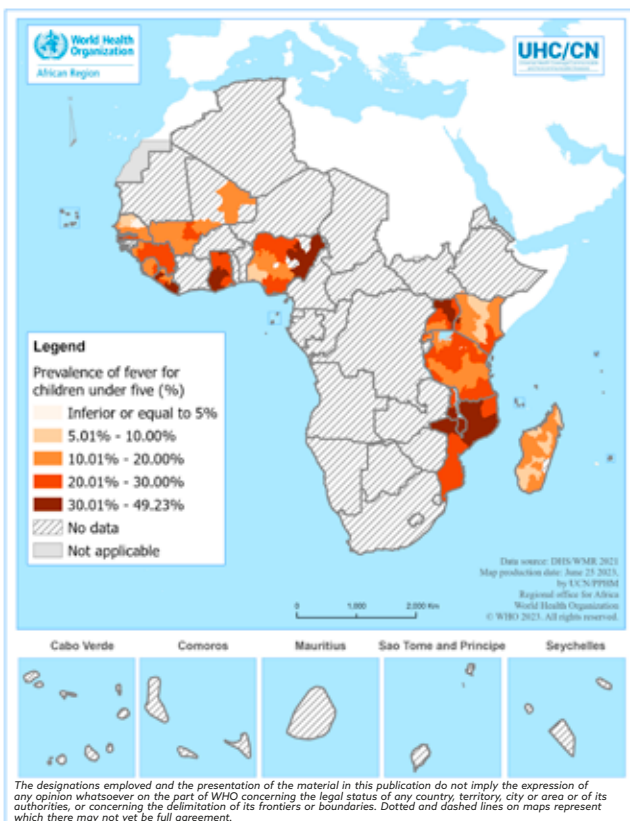 World Health
Organization
African Region
UHC/CN
Legend
Prevalence of fever for
children under five (%)
Inferior or equal to 5%
5.01% - 10.00%
10.01% - 20.00%
20.01% - 30.00%
30.01% - 49.23%
No data
Not applicable
Data source: DHS/WMR 2021
Map production date: June 25 2023,
by UCN/PPHM
Regional office for Africa
World Health Organization
© WHO 2023. All rights reserved.
0 1,000 2,000 Km
Cabo Verde
Comoros
Mauritius
Sao Tome and Principe
Seychelles
The designations employed and the presentation of the material in this publication do not imply the expression of
any opinion whatsoever on the part of WHO concerning the legal status of any country, territory, city or area or of its
authorities, or concerning the delimitation of its frontiers or boundaries. Dotted and dashed lines on maps represent
which there may not yet be full agreement.